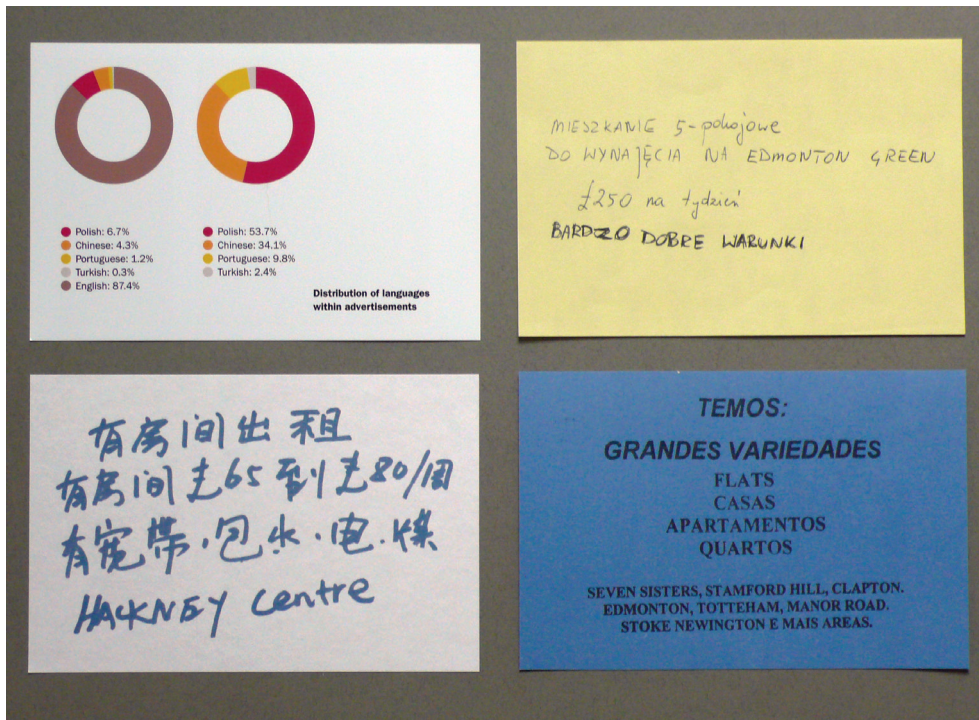 Polish: 6.7%
Chinese: 4.3%
Portuguese: 1.2%
Turkish: 0.3%
English: 87.4%
Polish: 53.7%
Chinese: 34.1%
Portuguese: 9.8%
Turkish: 2.4%
Distribution of languages
within advertisements
MIESZKANIE 5-pokojowe
DO WYNAJĘCIA NA EDMONTON GREEN
£250 na tydzień
BARDZO DOBRE WARUNKI
有房间出租
有房间£65到£80/周
有宽带.包水.电.煤
HACKNEY centre
TEMOS:
GRANDES VARIEDADES
FLATS
CASAS
APARTAMENTOS
QUARTOS
SEVEN SISTERS, STAMFORD HILL, CLAPTON.
EDMONTON, TOTTEHAM, MANOR ROAD.
STOKE NEWINGTON E MAIS AREAS.